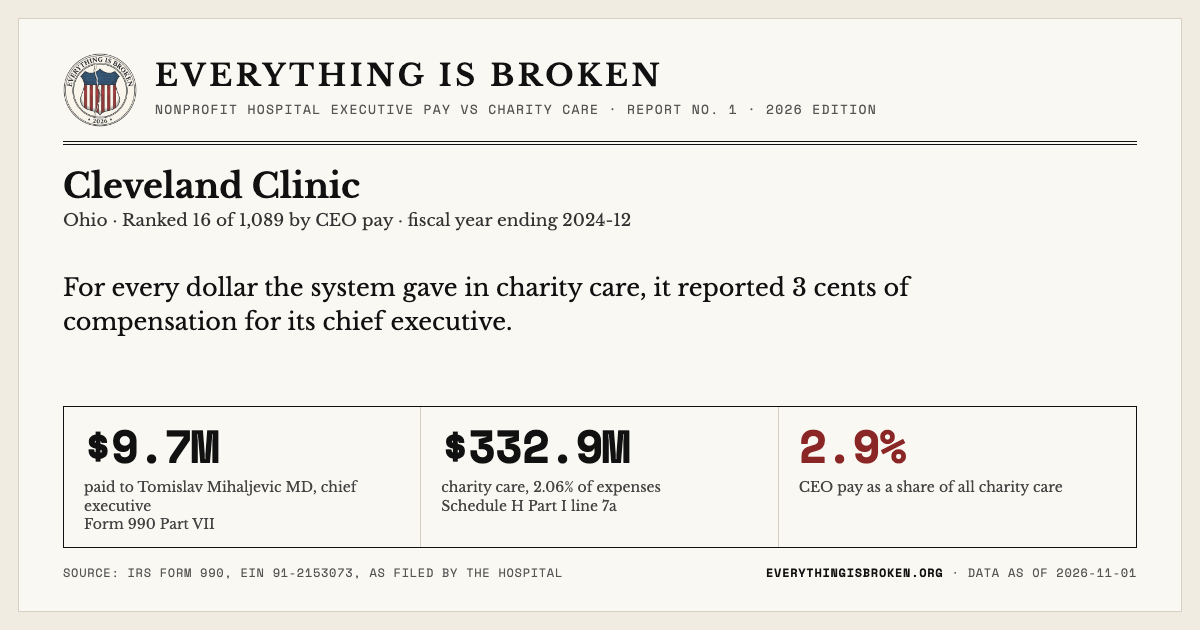 EVERYTHING IS BROKEN
2026
EVERYTHING IS BROKEN
NONPROFIT HOSPITAL EXECUTIVE PAY VS CHARITY CARE · REPORT NO. 1 · 2026 EDITION
Cleveland Clinic
Ohio · Ranked 16 of 1,089 by CEO pay · fiscal year ending 2024-12
For every dollar the system gave in charity care, it reported 3 cents of
compensation for its chief executive.
$9.7M
paid to Tomislav Mihaljevic MD, chief
executive
Form 990 Part VII
$332.9M
charity care, 2.06% of expenses
Schedule H Part I line 7a
2.9%
CEO pay as a share of all charity care
SOURCE: IRS FORM 990, EIN 91-2153073, AS FILED BY THE HOSPITAL
EVERYTHINGISBROKEN.ORG · DATA AS OF 2026-11-01